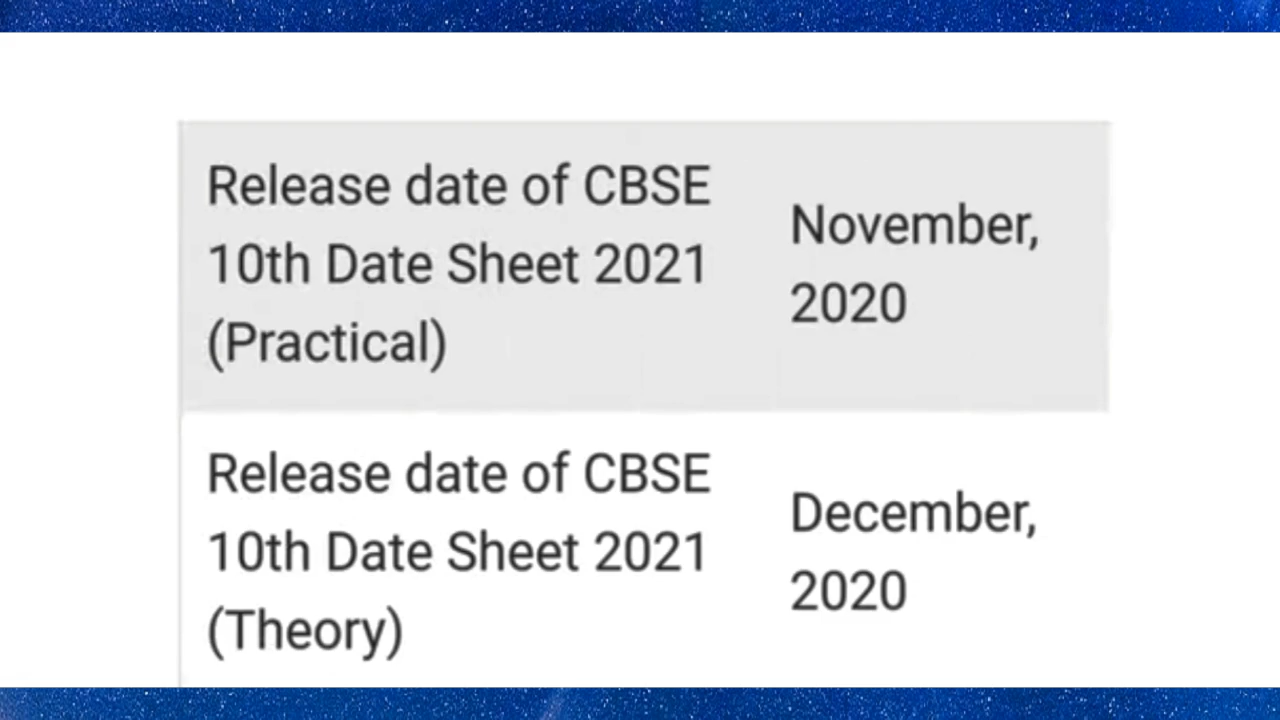 Release date of CBSE
10th Date Sheet 2021
(Practical)
November,
2020
Release date of CBSE
10th Date Sheet 2021
(Theory)
December,
2020